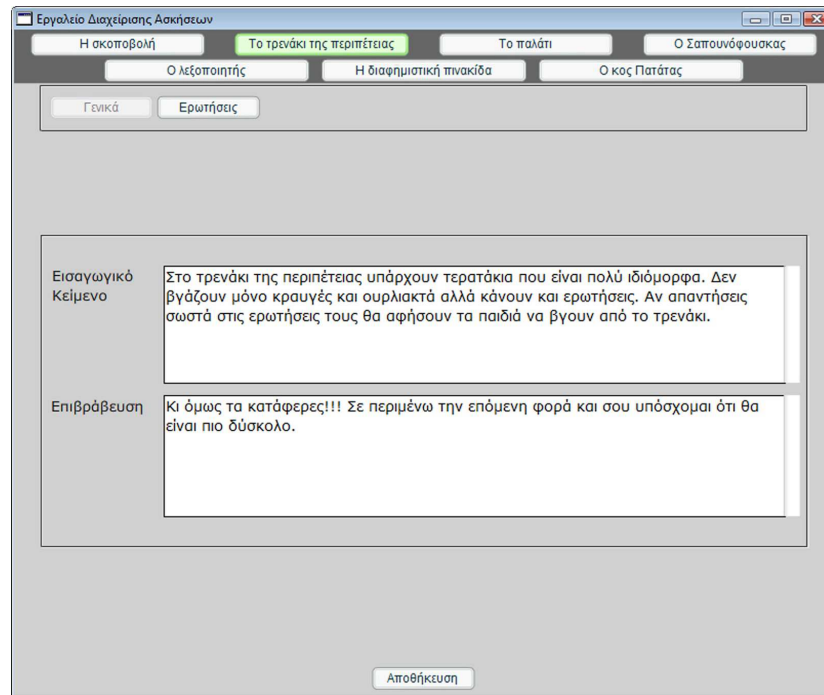 Εργαλείο Διαχείρισης Ασκήσεων
Η σκοποβολή Το τρενάκι της περιπέτειας Το παλάτι Ο Σαπουνόφουσκας
Ο λεξοποιητής Η διαφημιστική πινακίδα Ο κος Πατάτας
Γενικά Ερωτήσεις
Εισαγωγικό
Κείμενο
Στο τρενάκι της περιπέτειας υπάρχουν τερατάκια που είναι πολύ ιδιόμορφα. Δεν
βγάζουν μόνο κραυγές και ουρλιακτά αλλά κάνουν και ερωτήσεις. Αν απαντήσεις
σωστά στις ερωτήσεις τους θα αφήσουν τα παιδιά να βγουν από το τρενάκι.
Επιβράβευση
Κι όμως τα κατάφερες!!! Σε περιμένω την επόμενη φορά και σου υπόσχομαι ότι θα
είναι πιο δύσκολο.
Αποθήκευση